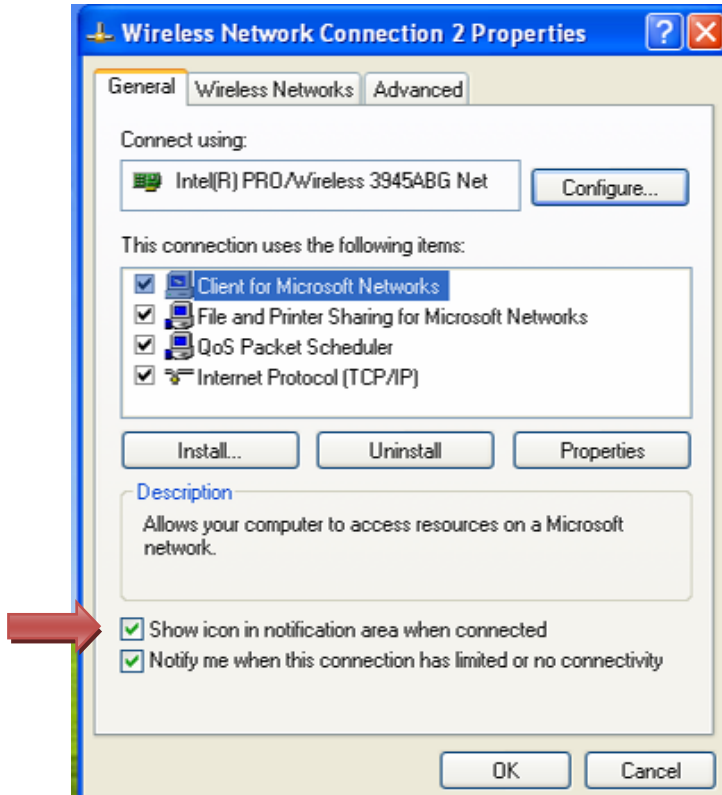 Wireless Network Connection 2 Properties
General Wireless Networks Advanced
Connect using:
Intel(R) PRO/Wireless 3945ABG Net Configure...
This connection uses the following items:
Client for Microsoft Networks
File and Printer Sharing for Microsoft Networks
QoS Packet Scheduler
Internet Protocol (TCP/IP)
Install... Uninstall Properties
Description
Allows your computer to access resources on a Microsoft
network.
Show icon in notification area when connected
Notify me when this connection has limited or no connectivity
OK Cancel